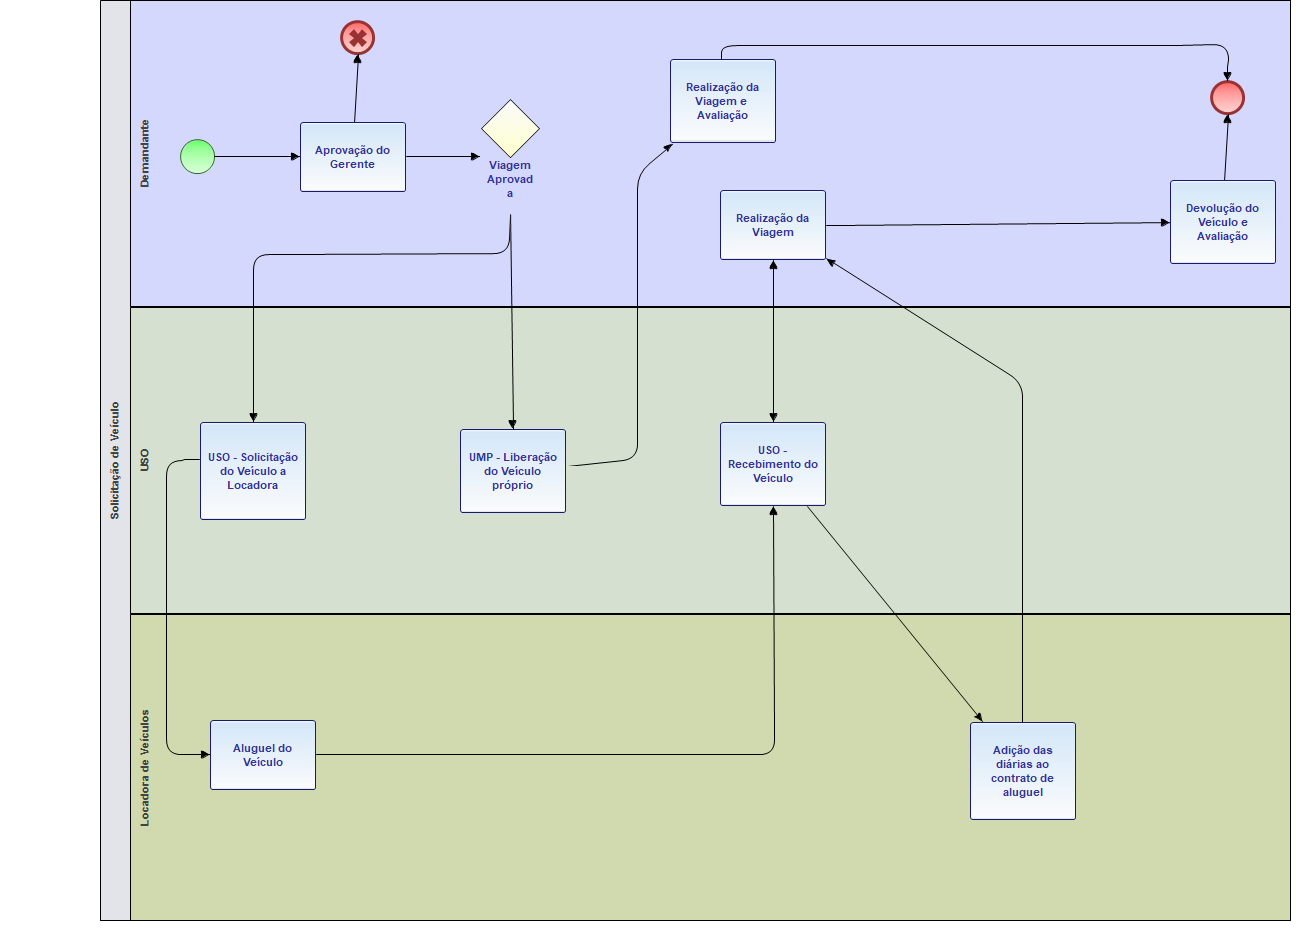 Solicitação de Veículo
Demandante
Aprovação do
Gerente
Viagem
Aprovad
a
Realização da
Viagem e
Avaliação
Realização da
Viagem
Devolução do
Veiculo e
Avaliação
USO
USO - Solicitação
do Veiculo a
Locadora
UMP - Liberação
do Veículo
próprio
USO -
Recebimento do
Veículo
Locadora de Veículos
Aluguel do
Veículo
Adição das
diárias ao
contrato de
aluguel